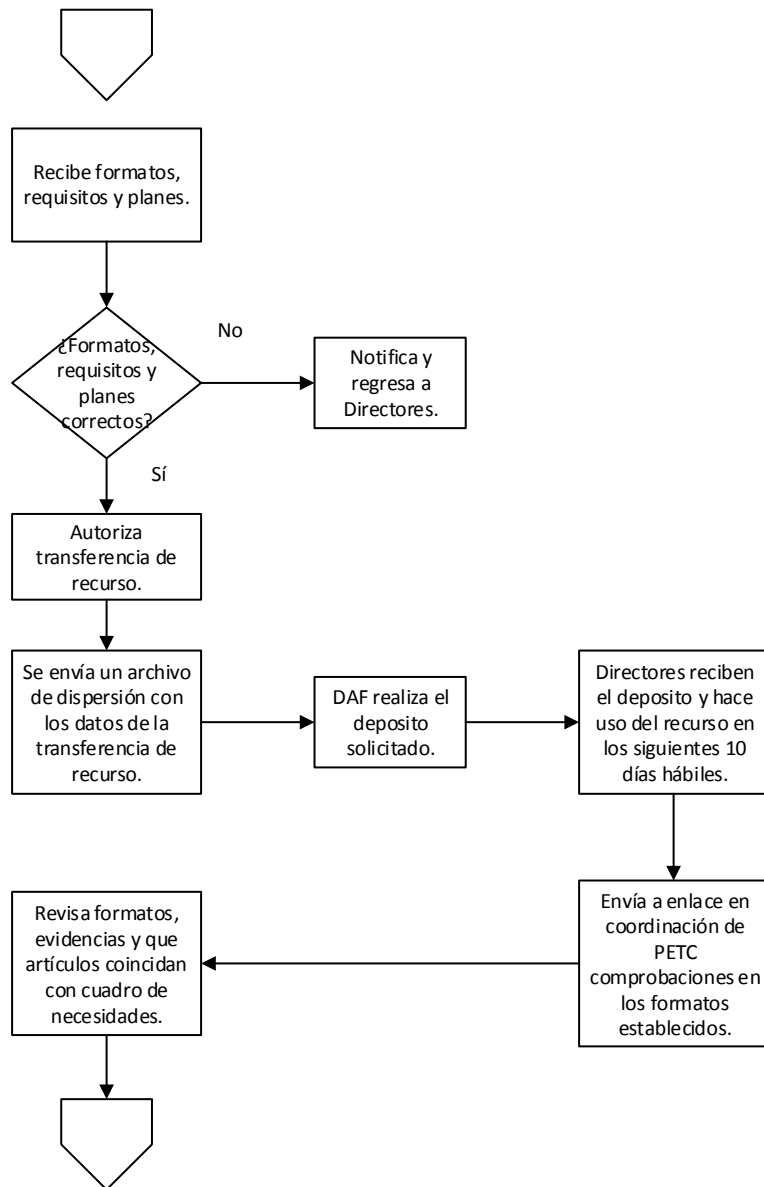 Recibe formatos,
requisitos y planes.
¿Formatos,
requisitos y
planes
correctos?
No
Notifica y
regresa a
Directores.
Sí
Autoriza
transferencia de
recurso.
Se envía un archivo
de dispersión con
los datos de la
transferencia de
recurso.
DAF realiza el
deposito
solicitado.
Directores reciben
el deposito y hace
uso del recurso en
los siguientes 10
días hábiles.
Envía a enlace en
coordinación de
PETC
comprobaciones en
los formatos
establecidos.
Revisa formatos,
evidencias y que
artículos coincidan
con cuadro de
necesidades.